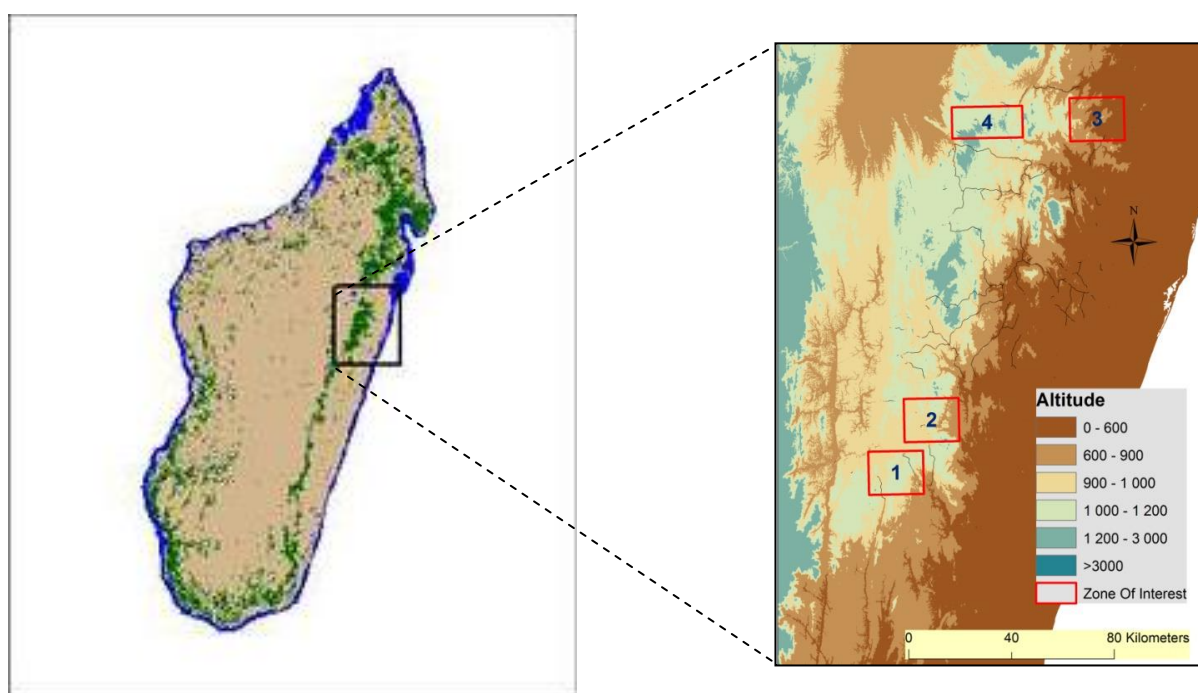 4
3
N
2
1
Altitude
0 - 600
600 - 900
900 - 1 000
1 000 - 1 200
1 200 - 3 000
>3000
Zone Of Interest
0 40 80 Kilometers